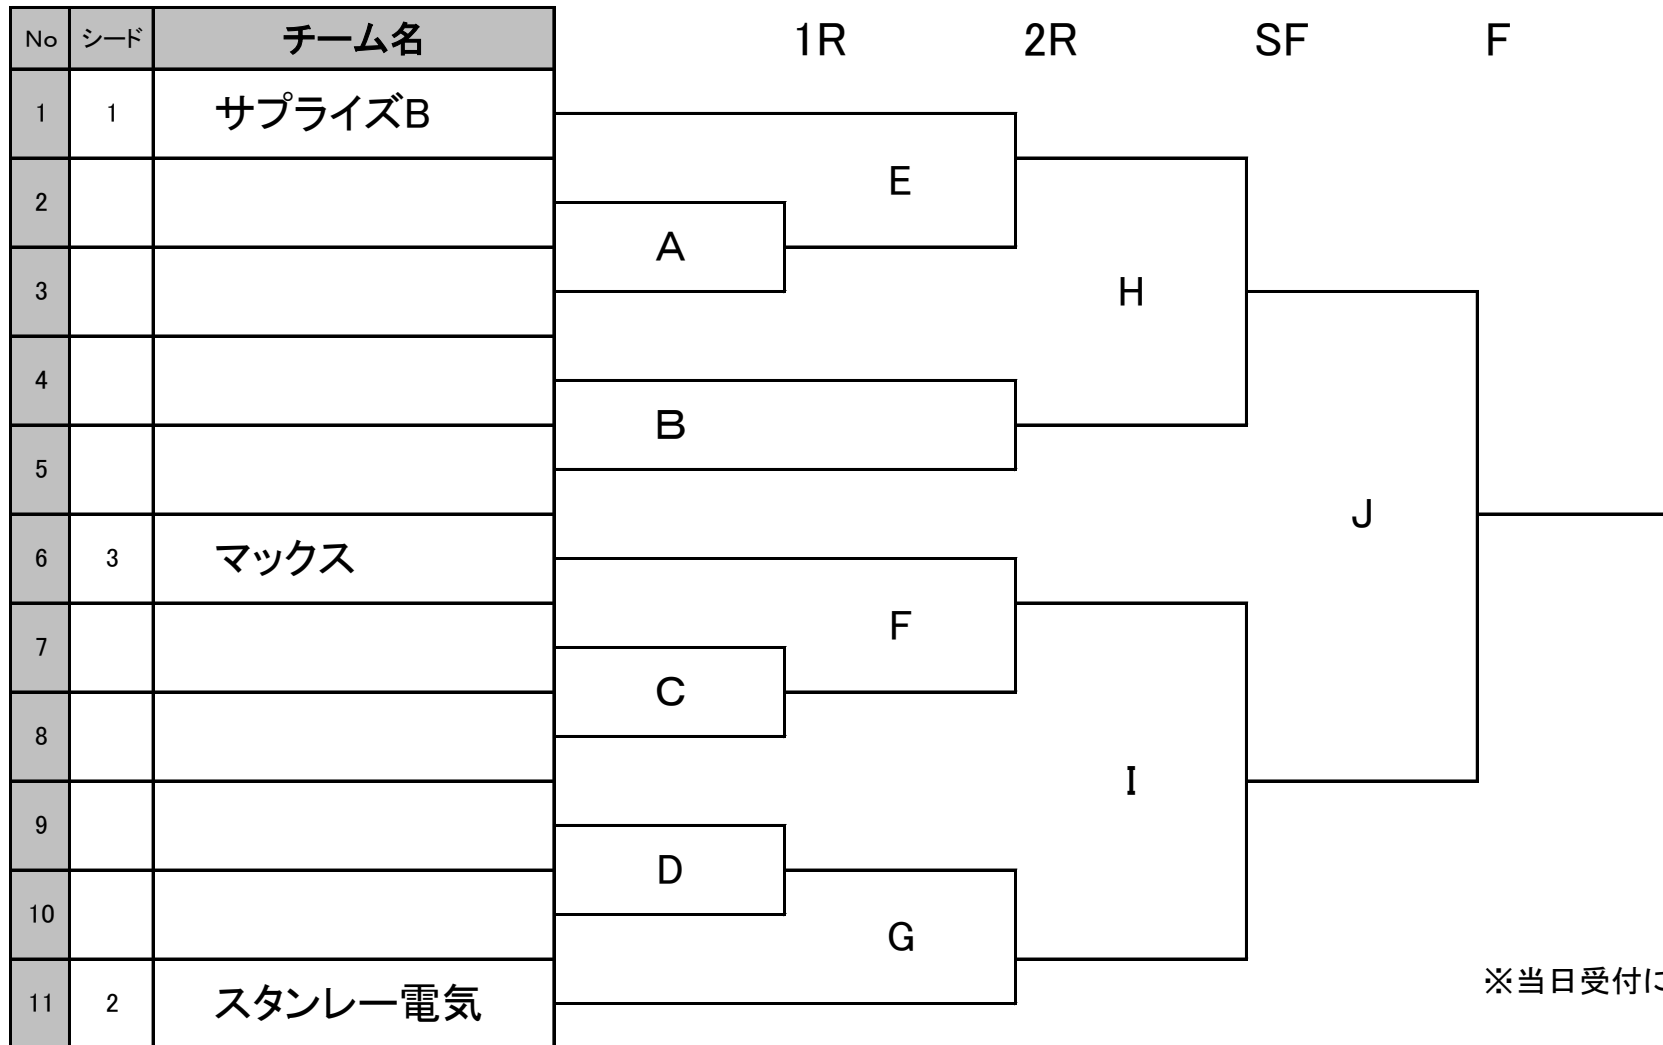 No シード チーム名 1R 2R SF F
1 1 サプライズB
E
2
A
3
H
4
B
5
J
6 3 マックス
F
7
C
8
I
9
D
10
G
11 2 スタンレー電気
※当日受付に